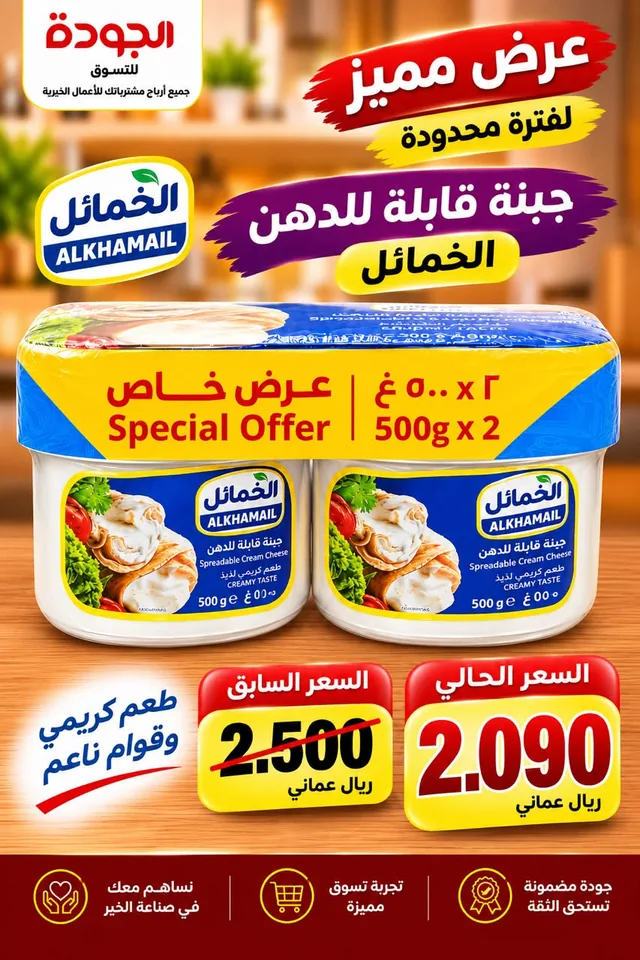 الجودة
للتسوق
جميع أرباح مشترياتك للأعمال الخيرية
عرض مميز
لفترة محدودة
الخمائل
ALKHAMAIL
جبنة قابلة للدهن
الخمائل
عرض خاص
Special Offer
٢ x ٥٠٠ غ
500g x 2
الخمائل
ALKHAMAIL
جبنة قابلة للدهن
Spreadable Cream Cheese
طعم كريمي لذيذ
CREAMY TASTE
500 g e
الخمائل
ALKHAMAIL
جبنة قابلة للدهن
Spreadable Cream Cheese
طعم كريمي لذيذ
CREAMY TASTE
500 g e
طعم كريمي
وقوام ناعم
السعر السابق
2.500
ريال عماني
السعر الحالي
2.090
ريال عماني
جودة مضمونة
تستحق الثقة
تجربة تسوق
مميزة
نساهم معك
في صناعة الخير